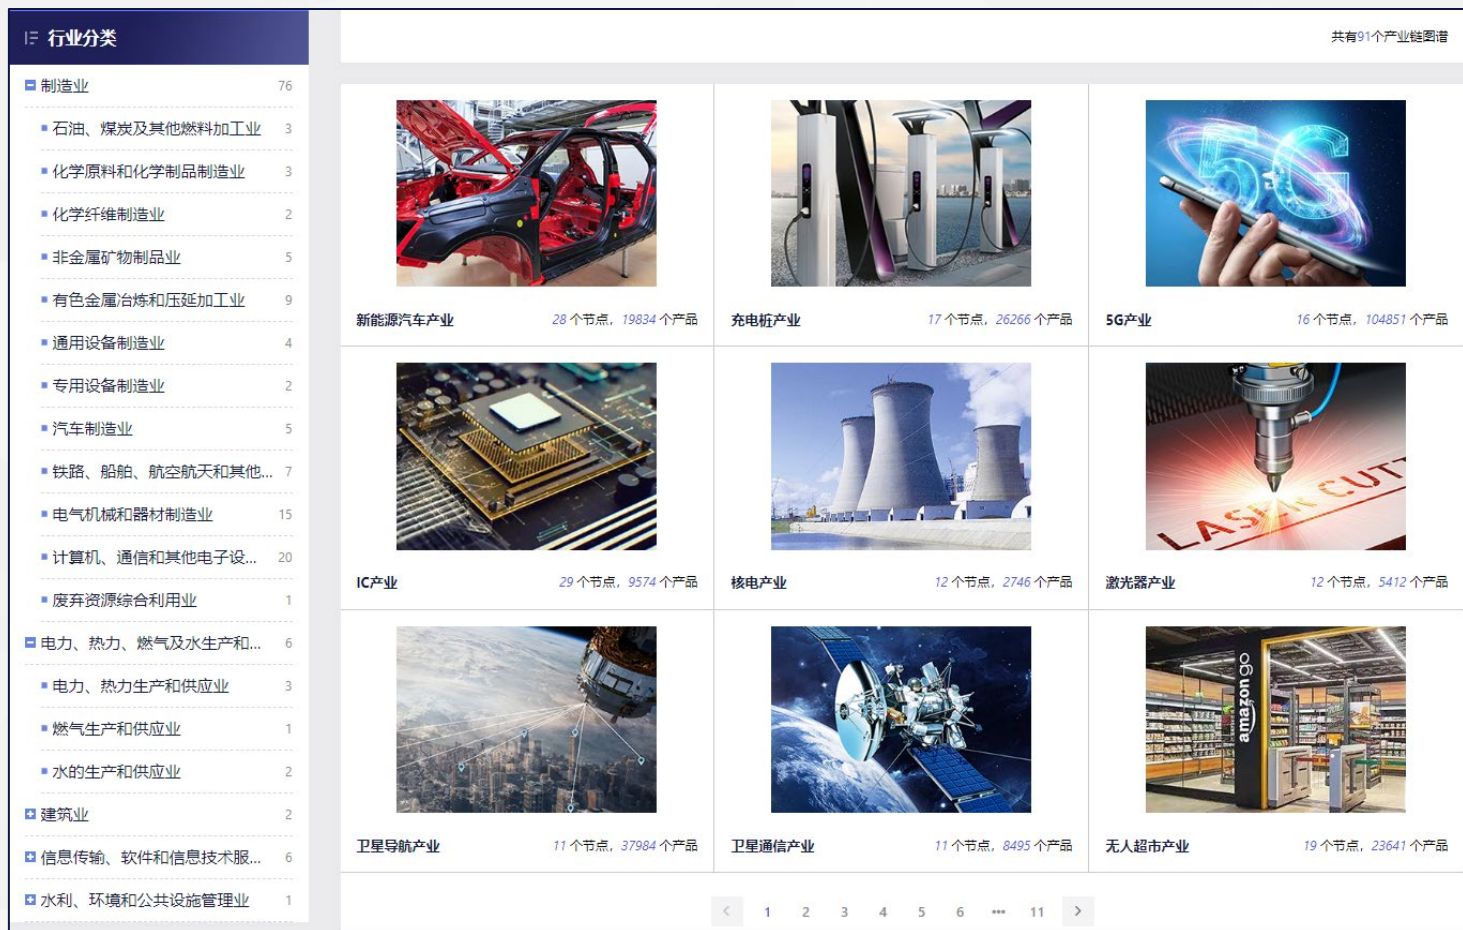 行业分类
共有91个产业链图谱
制造业 76
石油、煤炭及其他燃料加工业 3
化学原料和化学制品制造业 3
化学纤维制造业 2
非金属矿物制品业 5
有色金属冶炼和压延加工业 9
通用设备制造业 4
专用设备制造业 2
汽车制造业 5
铁路、船舶、航空航天和其他... 7
电气机械和器材制造业 15
计算机、通信和其他电子设... 20
废弃资源综合利用业 1
电力、热力、燃气及水生产和... 6
电力、热力生产和供应业 3
燃气生产和供应业 1
水的生产和供应业 2
建筑业 2
信息传输、软件和信息技术服... 6
水利、环境和公共设施管理业 1
5G
新能源汽车产业 28 个节点，19834 个产品
充电桩产业 17 个节点，26266 个产品
5G产业 16 个节点，104851 个产品
LASER CUTT
IC产业 29 个节点，9574 个产品
核电产业 12 个节点，2746 个产品
激光器产业 12 个节点，5412 个产品
amazon go
卫星导航产业 11 个节点，37984 个产品
卫星通信产业 11 个节点，8495 个产品
无人超市产业 19 个节点，23641 个产品
< 1 2 3 4 5 6 ••• 11 >